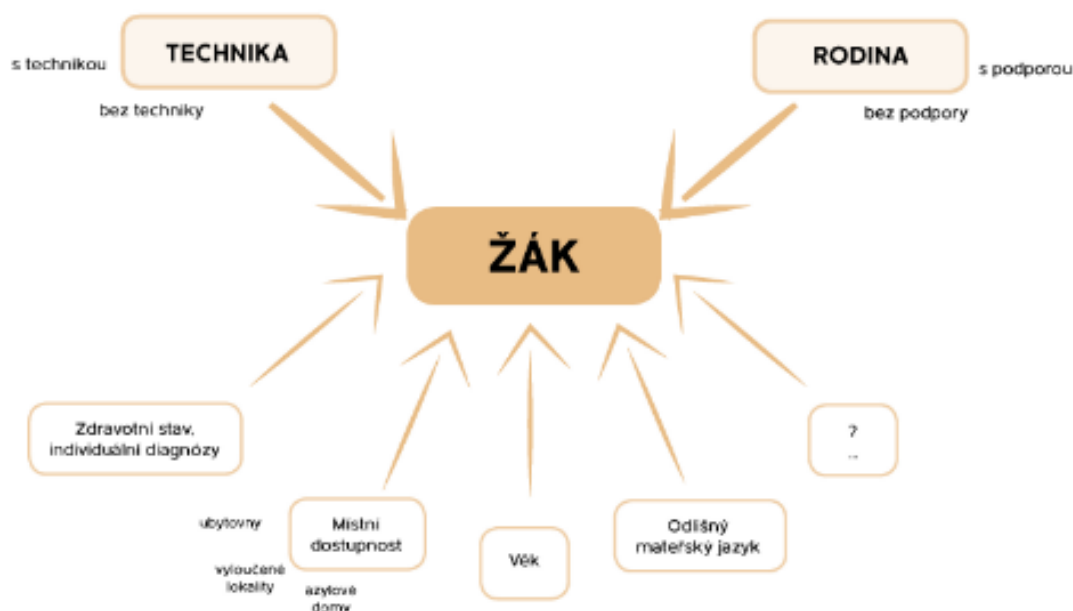 TECHNIKA
s technikou
bez techniky
RODINA
s podporou
bez podpory
ŽÁK
Zdravotní stav,
individuální diagnózy
?
...
ubytovny
Místní
dostupnost
vyloučené
lokality
azylové
domy
Věk
Odlišný
mateřský jazyk